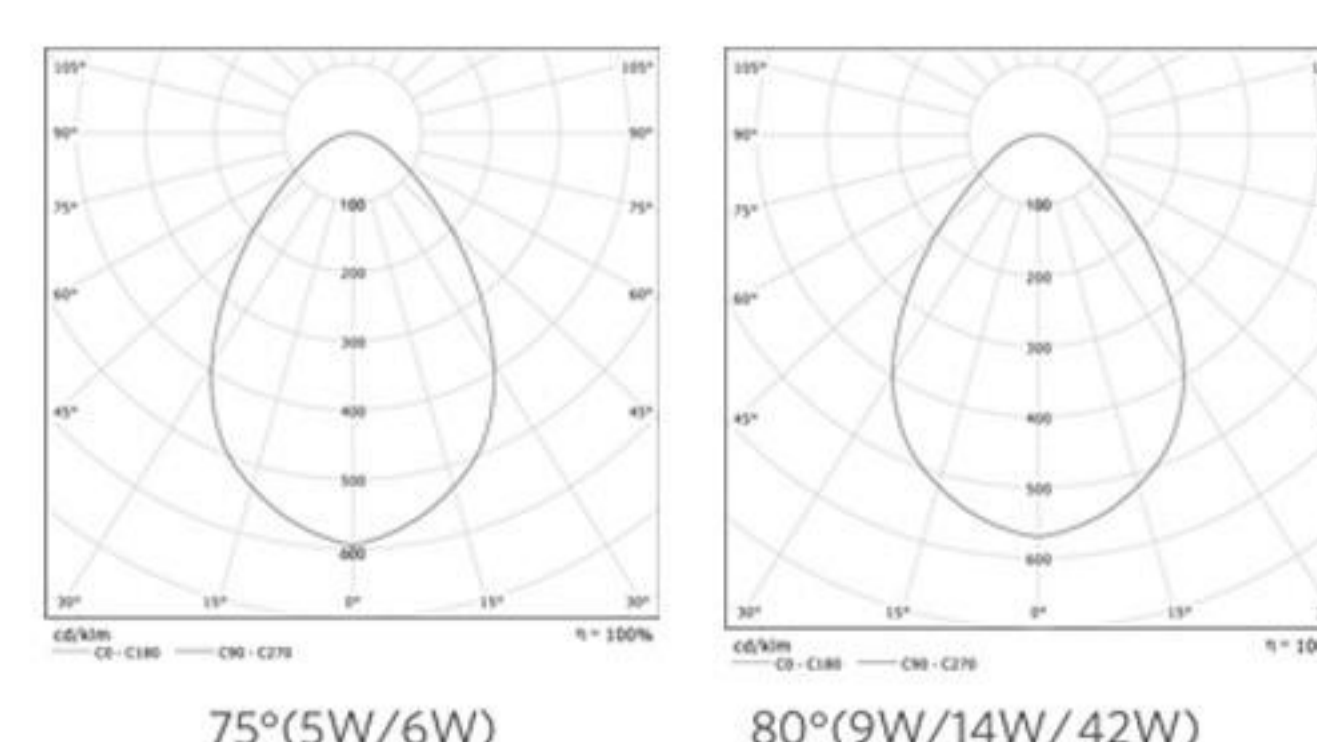 105° 105° 105°
90° 90° 90°
75° 75° 75°
60° 60° 60°
45° 45° 45°
100 100
200 200
300 300
400 400
500 500
600 600
30° 15° 0° 15° 30° 30° 15° 0° 15°
cd/klm η = 100% cd/klm η = 10
C0 - C180 C90 - C270 C0 - C180 C90 - C270
75°(5W/6W) 80°(9W/14W/42W)